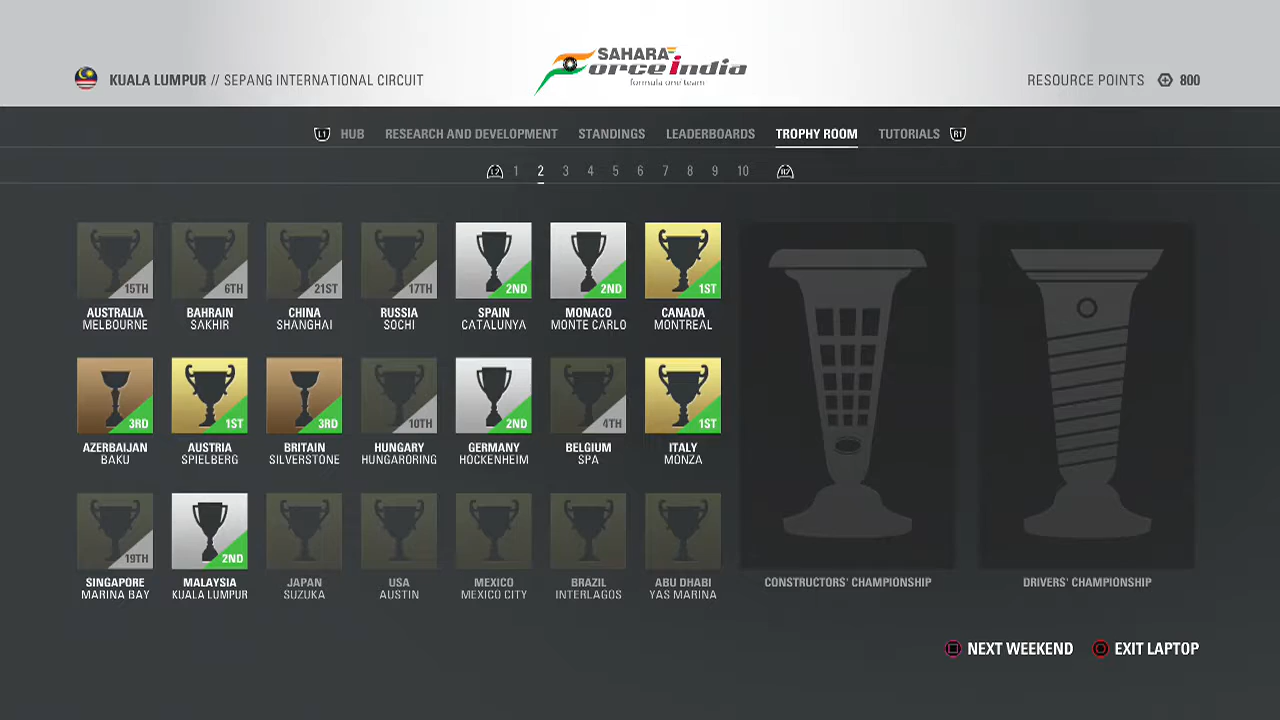 SAHARA
Force india
formula one team
KUALA LUMPUR // SEPANG INTERNATIONAL CIRCUIT
RESOURCE POINTS 800
L1 HUB RESEARCH AND DEVELOPMENT STANDINGS LEADERBOARDS TROPHY ROOM TUTORIALS R1
L2 1 2 3 4 5 6 7 8 9 10 R2
15TH 6TH 21ST 17TH 2ND 2ND 1ST
AUSTRALIA BAHRAIN CHINA RUSSIA SPAIN MONACO CANADA
MELBOURNE SAKHIR SHANGHAI SOCHI CATALUNYA MONTE CARLO MONTREAL
3RD 1ST 3RD 10TH 2ND 4TH 1ST
AZERBAIJAN AUSTRIA BRITAIN HUNGARY GERMANY BELGIUM ITALY
BAKU SPIELBERG SILVERSTONE HUNGARORING HOCKENHEIM SPA MONZA
19TH 2ND
SINGAPORE MALAYSIA JAPAN USA MEXICO BRAZIL ABU DHABI
MARINA BAY KUALA LUMPUR SUZUKA AUSTIN MEXICO CITY INTERLAGOS YAS MARINA
CONSTRUCTORS' CHAMPIONSHIP DRIVERS' CHAMPIONSHIP
NEXT WEEKEND EXIT LAPTOP